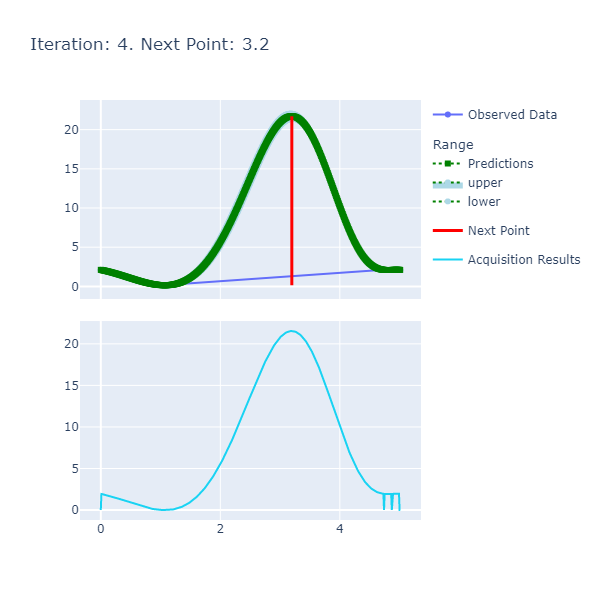 Iteration: 4. Next Point: 3.2
20
15
10
5
0
Observed Data
Range
Predictions
upper
lower
Next Point
Acquisition Results
20
15
10
5
0
0 2 4